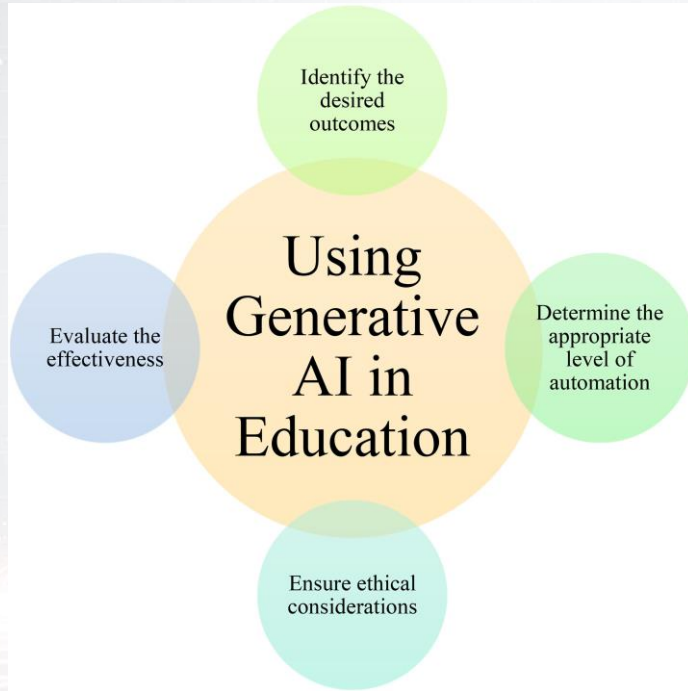 Identify the
desired
outcomes
Using
Generative
AI in
Education
Determine the
appropriate
level of
automation
Ensure ethical
considerations
Evaluate the
effectiveness